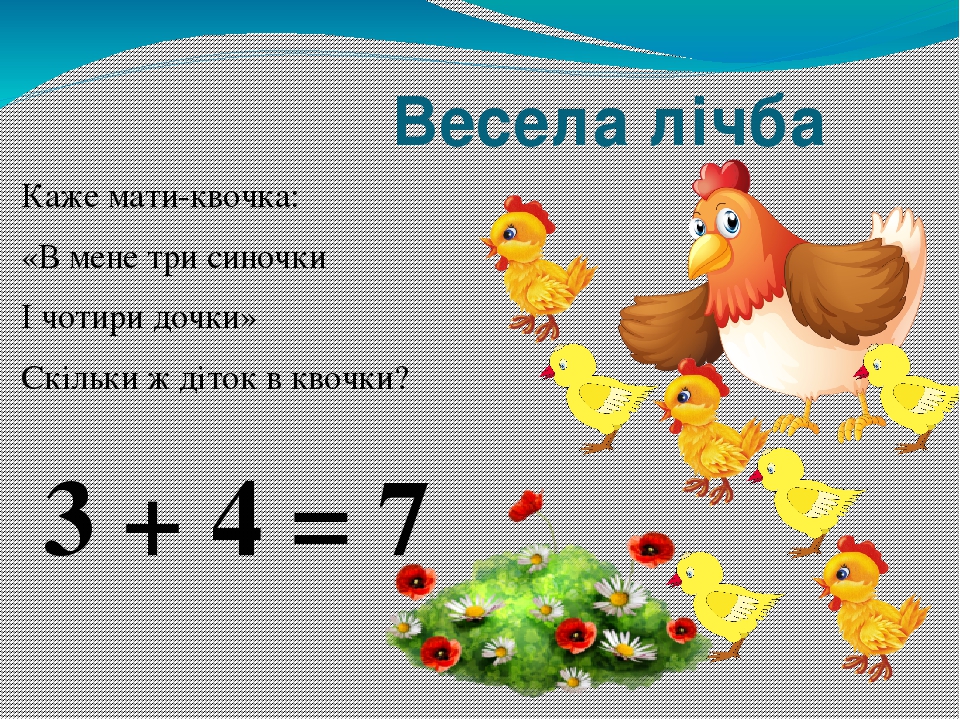 Весела лічба
Каже мати-квочка:
«В мене три синочки
І чотири дочки»
Скільки ж діток в квочки?
3 + 4 = 7